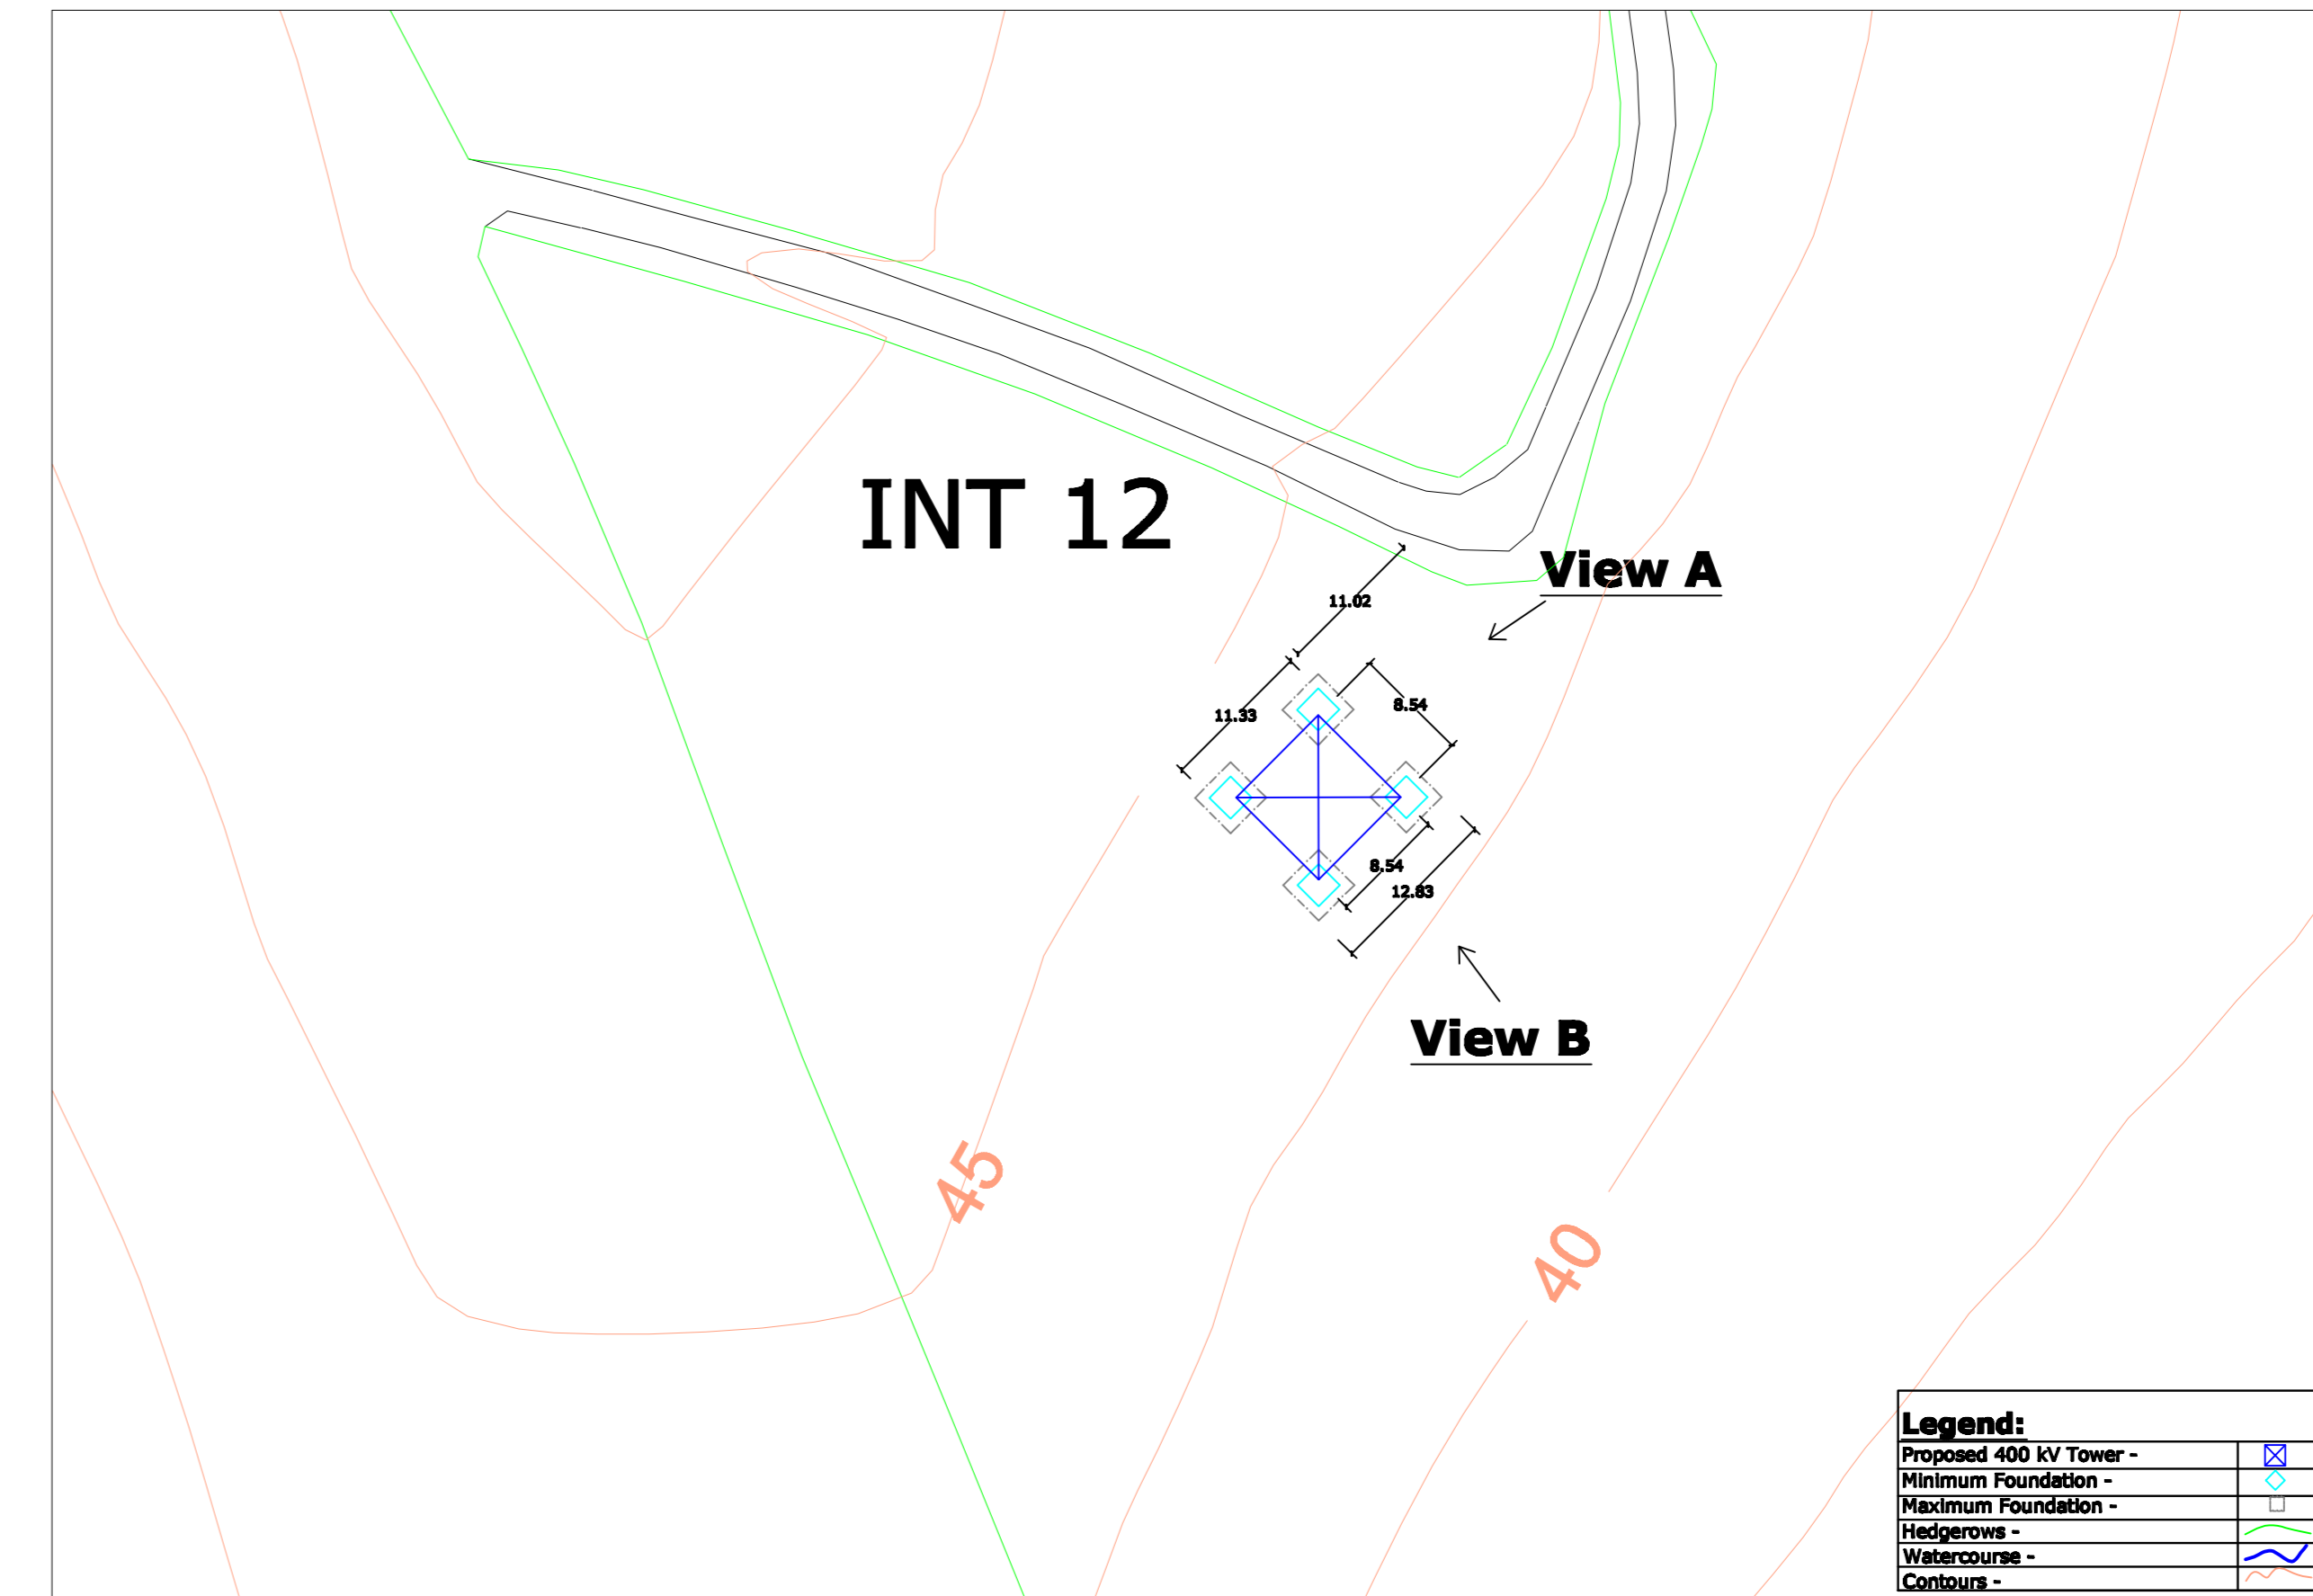 INT 12
View A
11.02
11.33
8.54
8.54
12.83
View B
45
40
Legend:
Proposed 400 kV Tower -
Minimum Foundation -
Maximum Foundation -
Hedgerows -
Watercourse -
Contours -